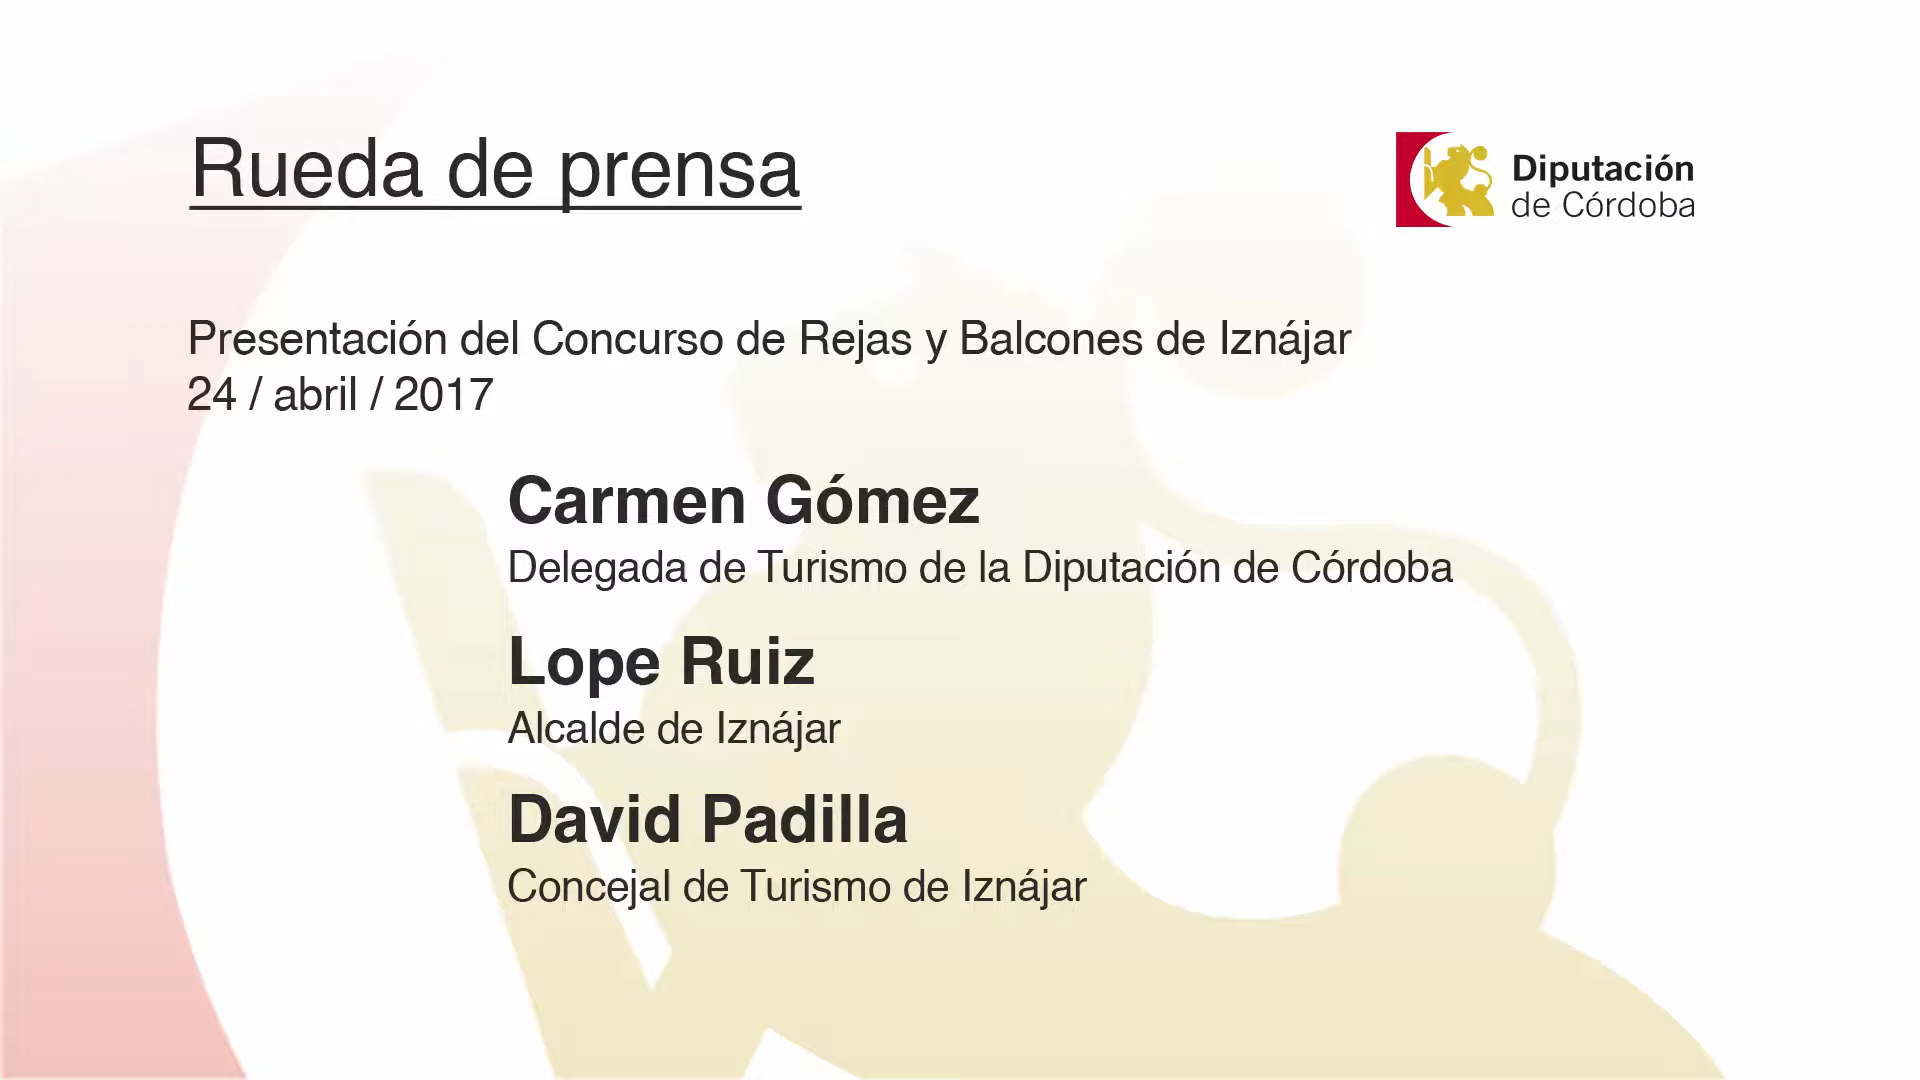 Rueda de prensa
Diputación
de Córdoba
Presentación del Concurso de Rejas y Balcones de Iznájar
24 / abril / 2017
Carmen Gómez
Delegada de Turismo de la Diputación de Córdoba
Lope Ruiz
Alcalde de Iznájar
David Padilla
Concejal de Turismo de Iznájar